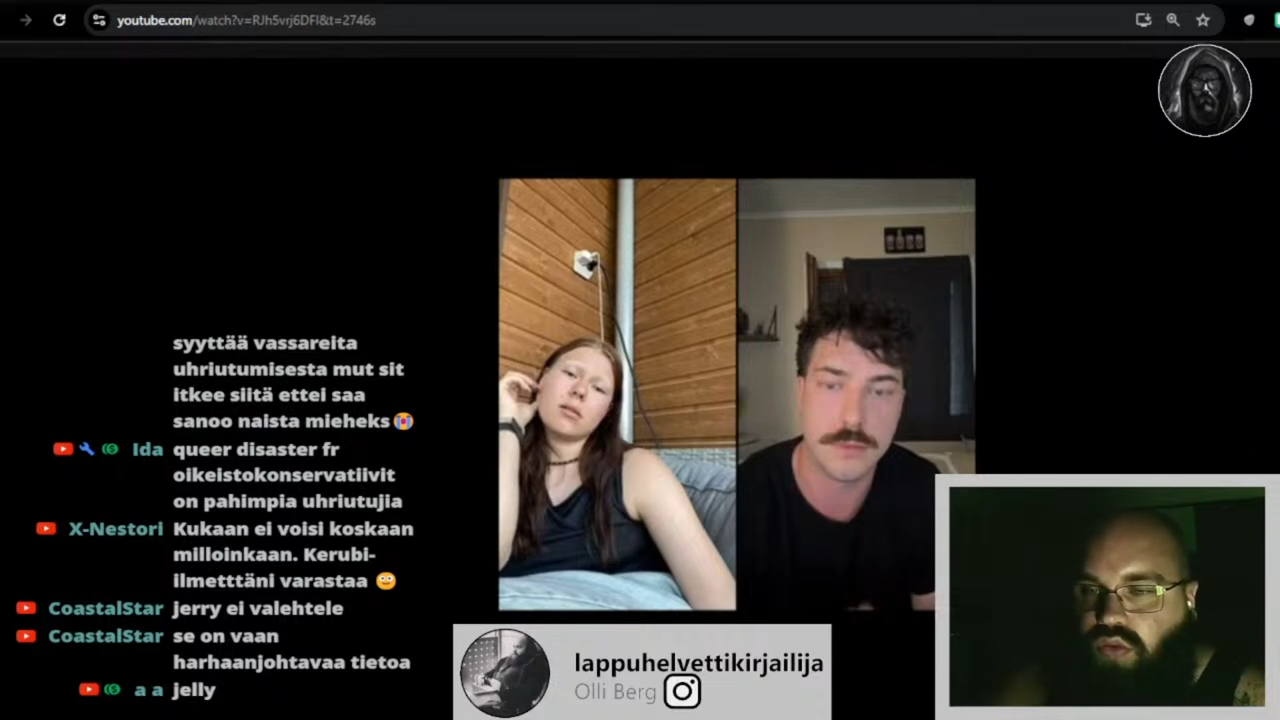 youtube.com/watch?v=RJh5vrj6DFI&t=2746s
syyttää vassareita
uhriutumisesta mut sit
itkee siitä ettei saa
sanoo naista mieheks😭
Ida queer disaster fr
oikeistokonservatiivit
on pahimpia uhriutujia
X-Nestori Kukaan ei voisi koskaan
milloinkaan. Kerubi-
ilmetttäni varastaa 😳
CoastalStar jerry ei valehtele
CoastalStar se on vaan
harhaanjohtavaa tietoa
a a jelly
lappuhelvettikirjailija
Olli Berg